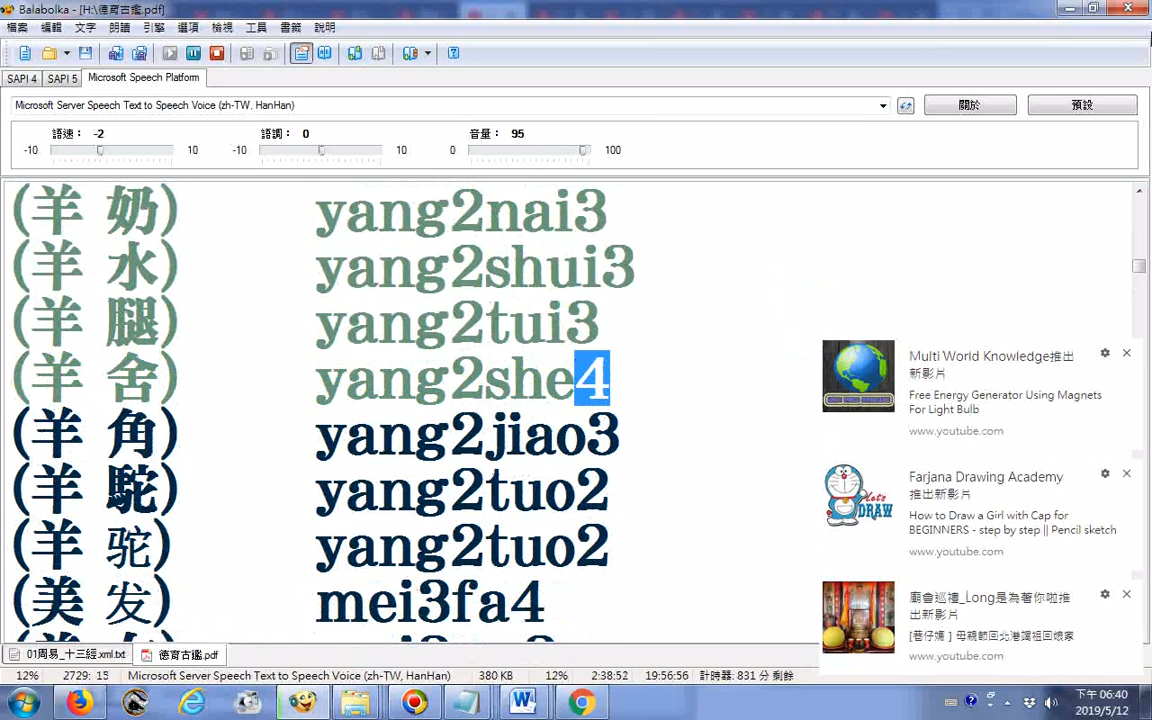 Balabolka - [H:\德育古鑑.pdf]
檔案 編輯 文字 朗讀 引擎 選項 檢視 工具 書籤 說明
SAPI 4 SAPI 5 Microsoft Speech Platform
Microsoft Server Speech Text to Speech Voice (zh-TW, HanHan) 關於 預設
語速： -2 語調： 0 音量： 95
-10 10 -10 10 0 100
(羊 奶) yang2nai3
(羊 水) yang2shui3
(羊 腿) yang2tui3
(羊 舍) yang2she4
(羊 角) yang2jiao3
(羊 駝) yang2tuo2
(羊 驼) yang2tuo2
(美 发) mei3fa4
Multi World Knowledge推出
新影片
Free Energy Generator Using Magnets
For Light Bulb
www.youtube.com
Farjana Drawing Academy
推出新影片
How to Draw a Girl with Cap for
BEGINNERS - step by step || Pencil sketch
www.youtube.com
廟會巡禮_Long是為著你啦推
出新影片
[巷仔媽] 母親節回北港謁祖回娘家
www.youtube.com
01周易_十三經.xml.txt 德育古鑑.pdf
12% 2729: 15 Microsoft Server Speech Text to Speech Voice (zh-TW, HanHan) 380 KB 12% 2:38:52 19:56:56 計時器: 831 分 剩餘
下午 06:40
2019/5/12